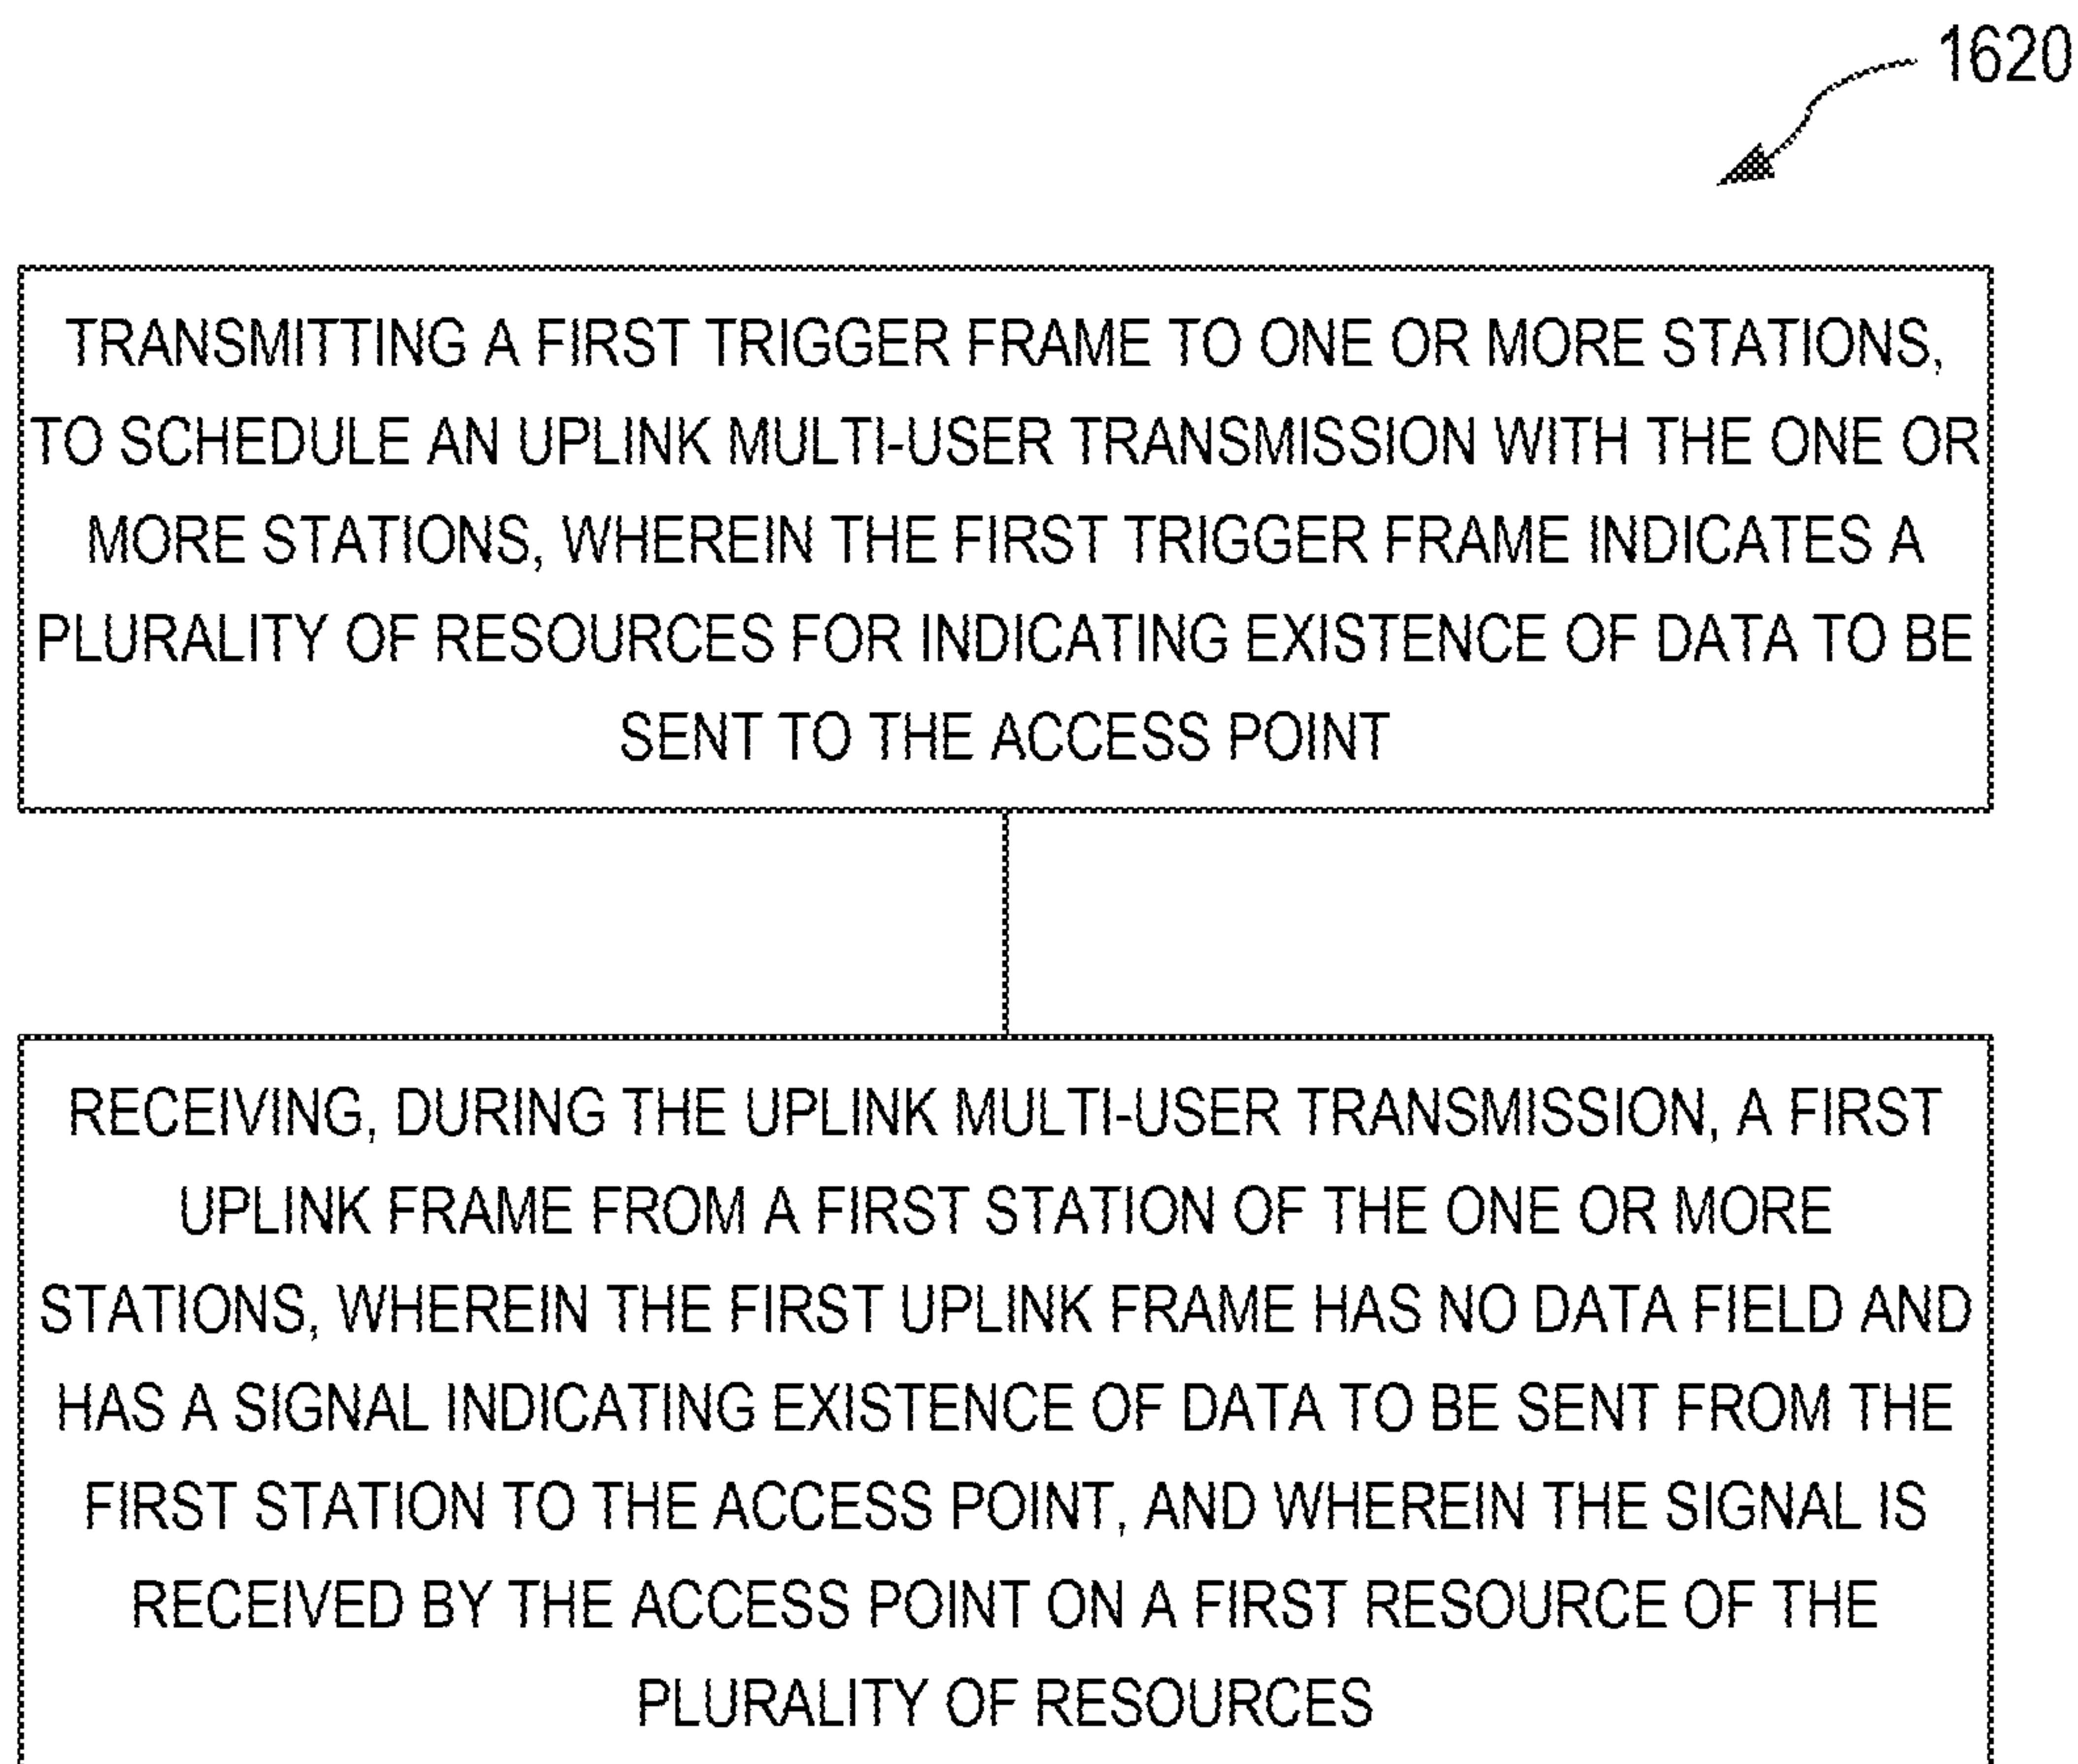 1620
TRANSMITTING A FIRST TRIGGER FRAME TO ONE OR MORE STATIONS,
TO SCHEDULE AN UPLINK MULTI-USER TRANSMISSION WITH THE ONE OR
MORE STATIONS, WHEREIN THE FIRST TRIGGER FRAME INDICATES A
PLURALITY OF RESOURCES FOR INDICATING EXISTENCE OF DATA TO BE
SENT TO THE ACCESS POINT
RECEIVING, DURING THE UPLINK MULTI-USER TRANSMISSION, A FIRST
UPLINK FRAME FROM A FIRST STATION OF THE ONE OR MORE
STATIONS, WHEREIN THE FIRST UPLINK FRAME HAS NO DATA FIELD AND
HAS A SIGNAL INDICATING EXISTENCE OF DATA TO BE SENT FROM THE
FIRST STATION TO THE ACCESS POINT, AND WHEREIN THE SIGNAL IS
RECEIVED BY THE ACCESS POINT ON A FIRST RESOURCE OF THE
PLURALITY OF RESOURCES